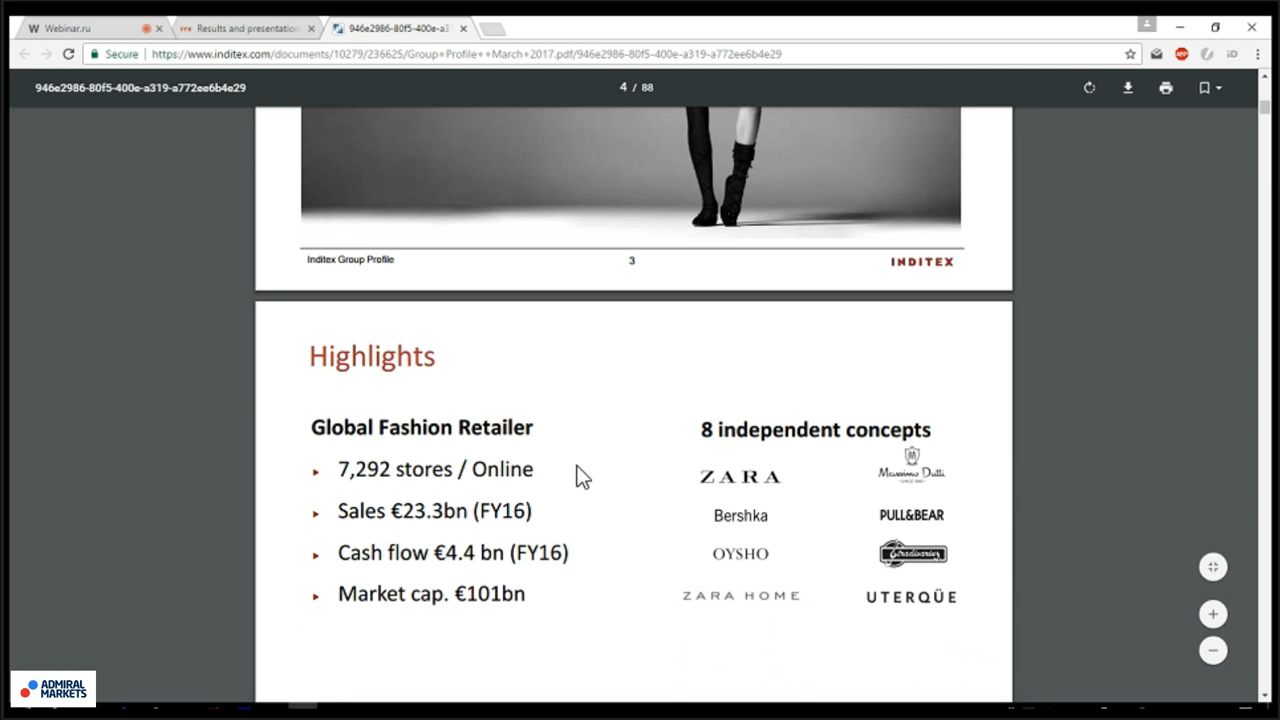 Webinar.ru
Results and presentation
946e2986-80f5-400e-a3
Secure
https://www.inditex.com/documents/10279/236625/Group+Profile++March+2017.pdf/946e2986-80f5-400e-a319-a772ee6b4e29
946e2986-80f5-400e-a319-a772ee6b4e29
4 / 88
Inditex Group Profile
3
INDITEX
Highlights
Global Fashion Retailer
7,292 stores / Online
Sales €23.3bn (FY16)
Cash flow €4.4 bn (FY16)
Market cap. €101bn
8 independent concepts
ZARA
Massimo Dutti
Bershka
PULL&BEAR
OYSHO
Stradivarius
ZARA HOME
UTERQÜE
ADMIRAL
MARKETS